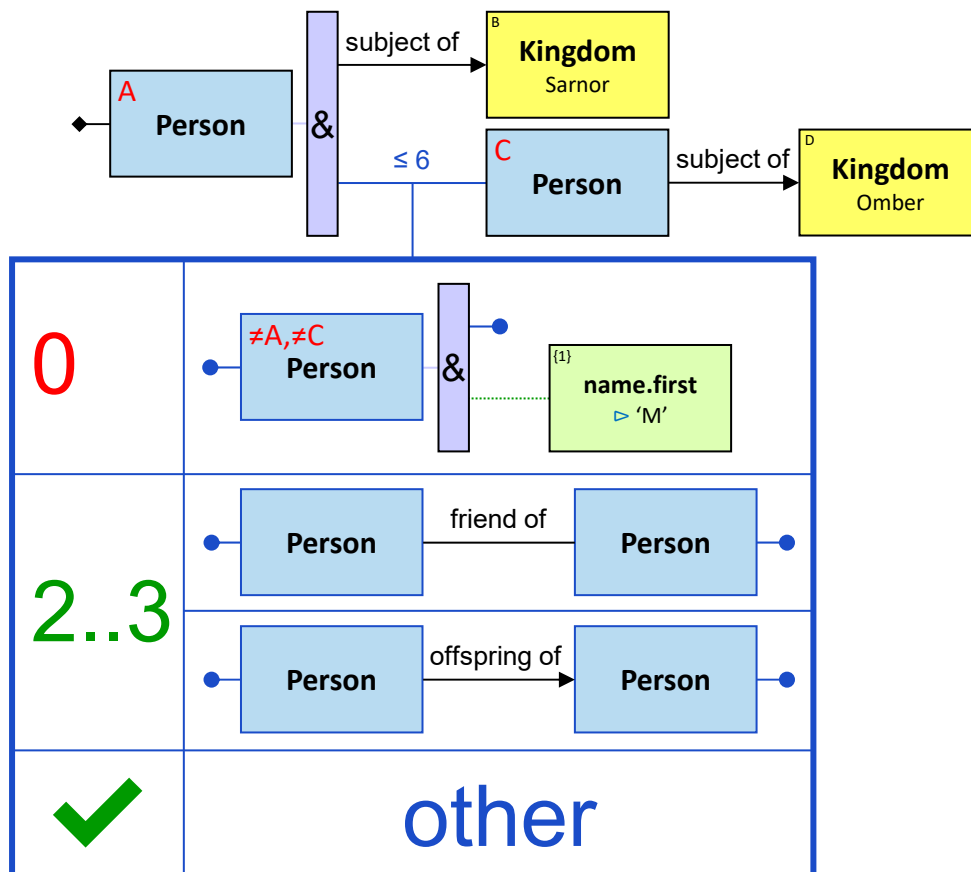 A
Person
&
subject of
B
Kingdom
Sarnor
≤ 6
C
Person
subject of
D
Kingdom
Omber
0
≠A,≠C
Person
&
{1}
name.first
▻ ‘M’
2..3
Person
friend of
Person
Person
offspring of
Person
other